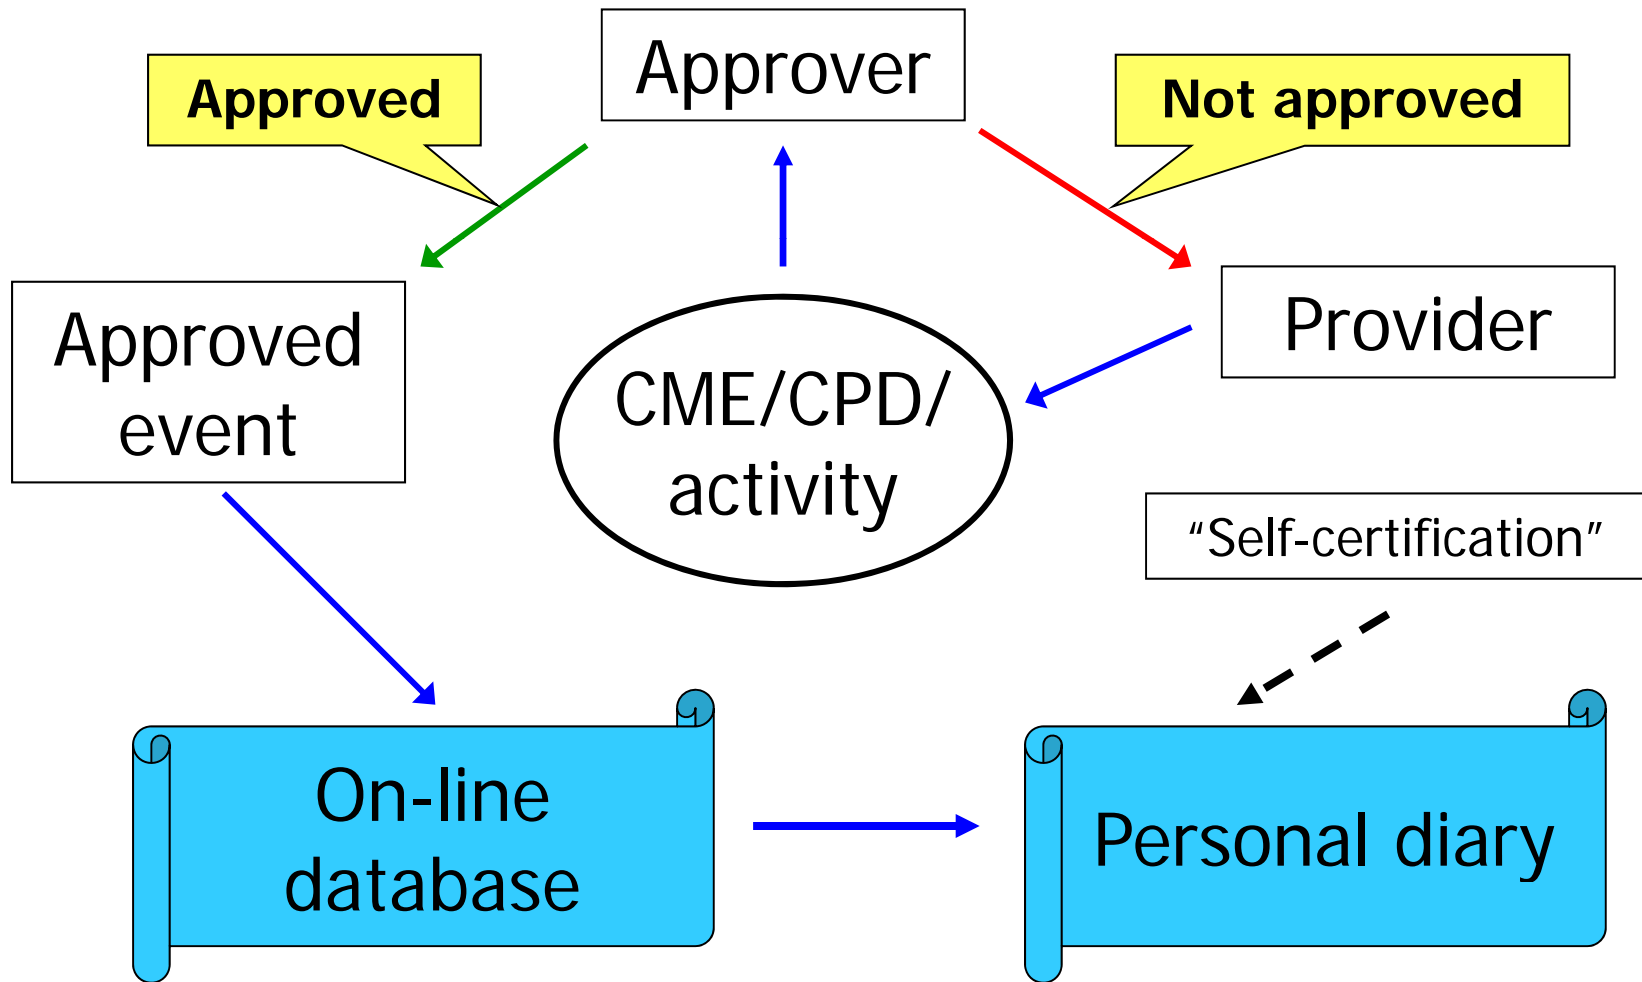 Approver
Approved
Not approved
Approved
event
CME/CPD/
activity
Provider
“Self-certification”
On-line
database
Personal diary